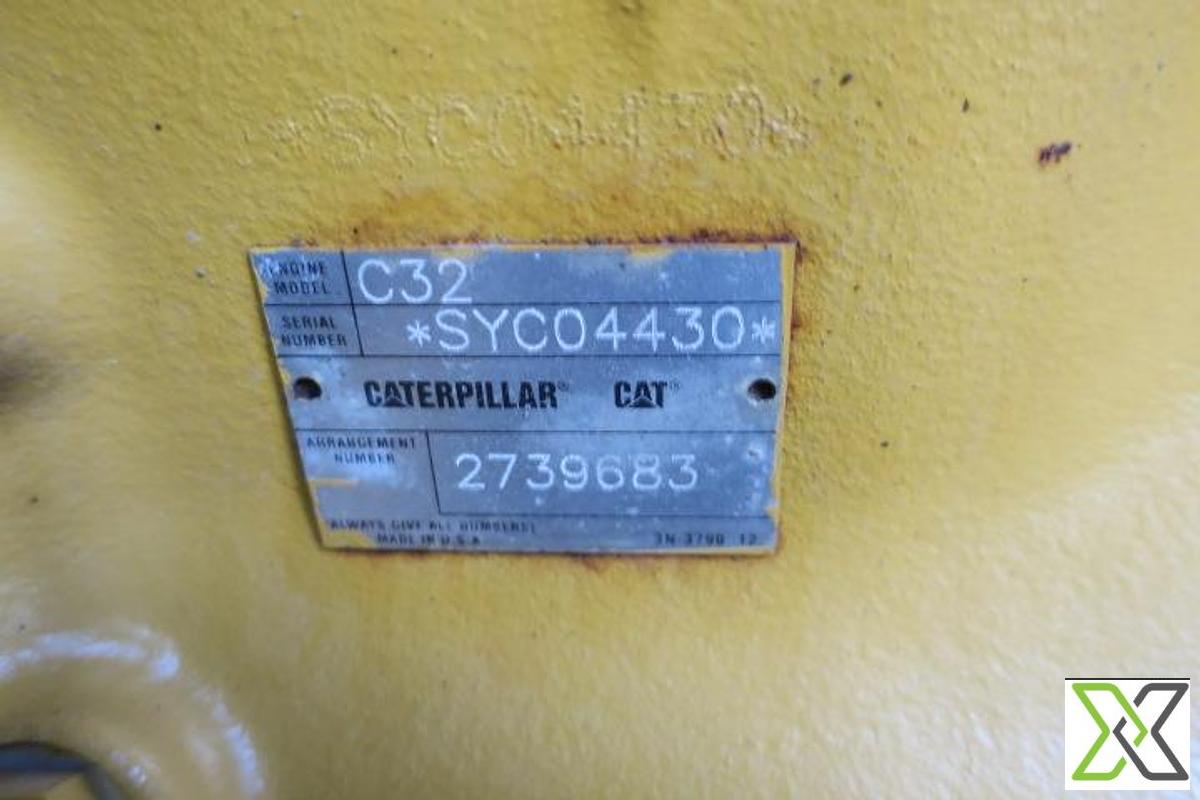 *SYC04430*
ENGINE MODEL C32
SERIAL NUMBER *SYC04430*
CATERPILLAR® CAT®
ARRANGEMENT NUMBER 2739683
ALWAYS GIVE ALL NUMBERS!
MADE IN U.S.A 3N-3790 12